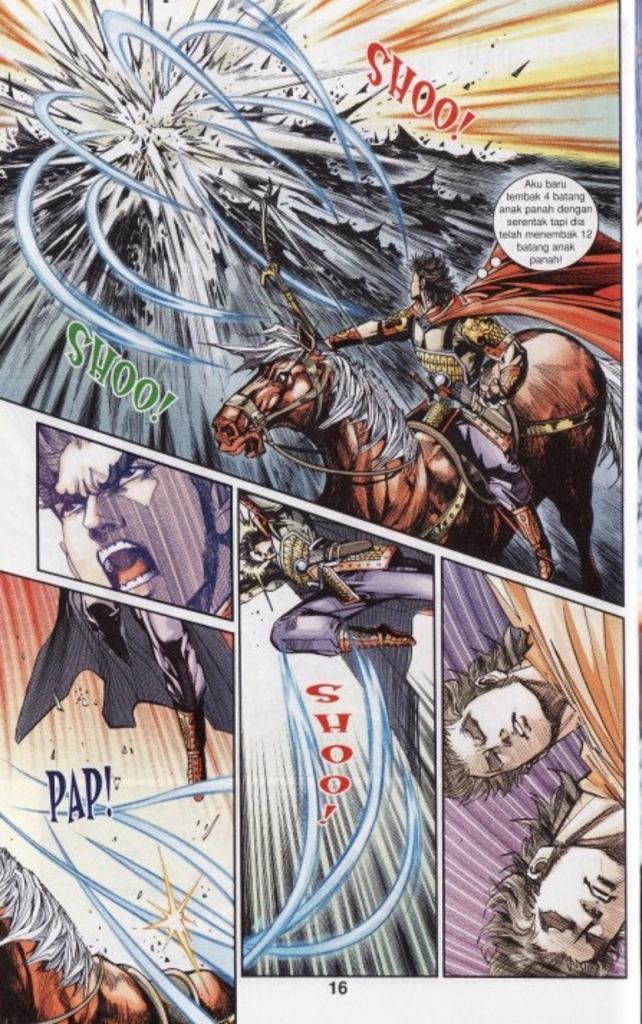 SHOO!
Aku baru
tembak 4 batang
anak panah dengan
serentak tapi dia
telah menembak 12
batang anak
panah!
SHOO!
PAP!
SHOO!
16